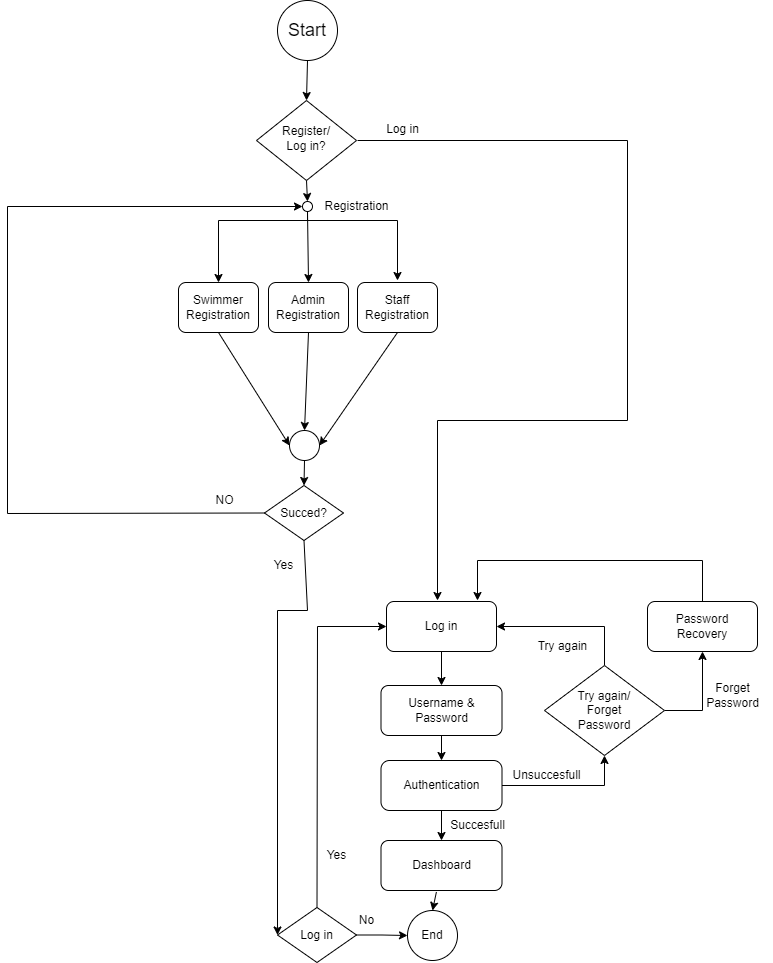 Start
Register/
Log in?
Log in
Registration
Swimmer
Registration
Admin
Registration
Staff
Registration
NO
Succed?
Yes
Log in
Password
Recovery
Try again
Username &
Password
Try again/
Forget
Password
Forget
Password
Authentication
Unsuccesfull
Succesfull
Yes
Dashboard
Log in
No
End